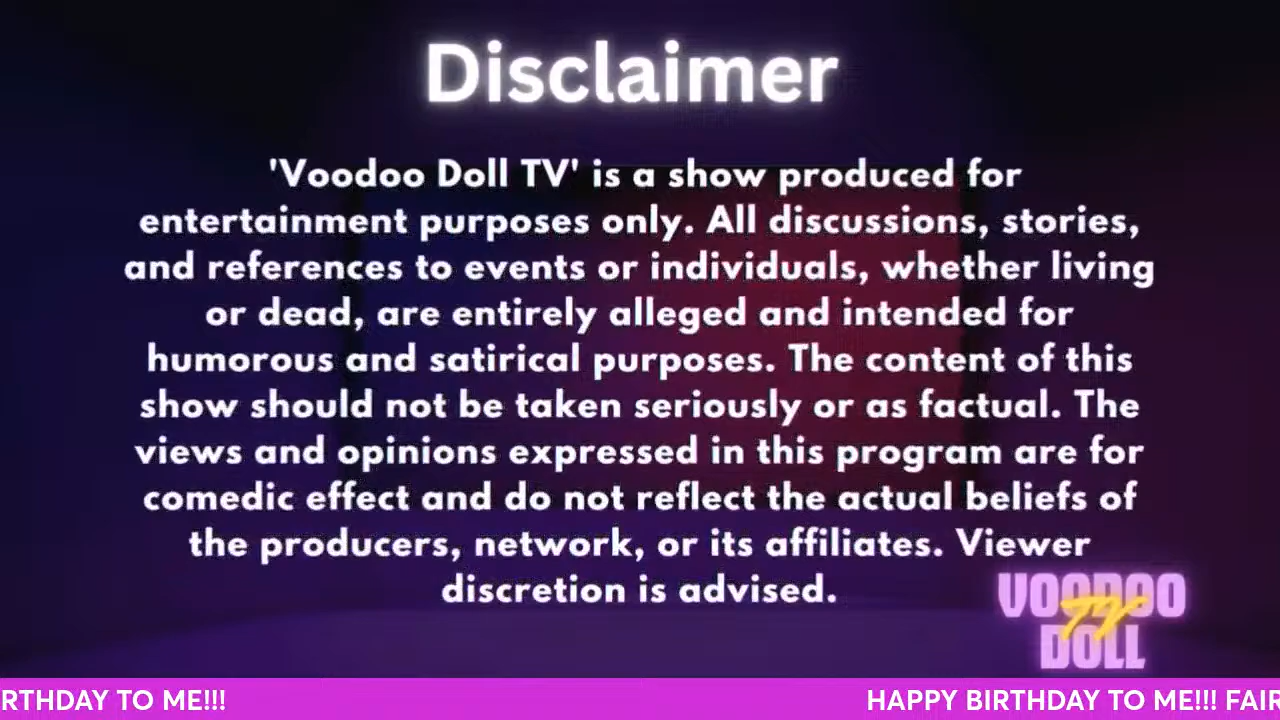 Disclaimer
'Voodoo Doll TV' is a show produced for
entertainment purposes only. All discussions, stories,
and references to events or individuals, whether living
or dead, are entirely alleged and intended for
humorous and satirical purposes. The content of this
show should not be taken seriously or as factual. The
views and opinions expressed in this program are for
comedic effect and do not reflect the actual beliefs of
the producers, network, or its affiliates. Viewer
discretion is advised.
VOODOO
TV
DOLL
RTHDAY TO ME!!! HAPPY BIRTHDAY TO ME!!! FAIR